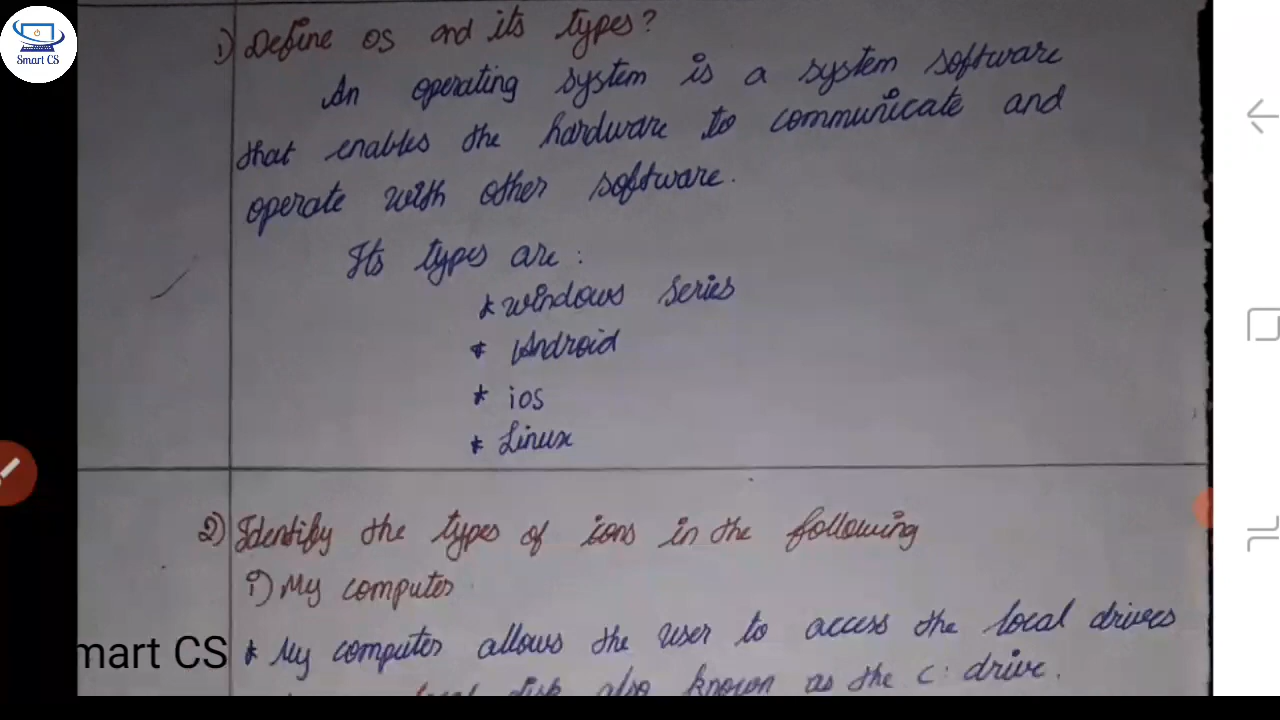 Smart CS
1) Define OS and its types?
An operating system is a system software
that enables the hardware to communicate and
operate with other software.
Its types are:
* Windows Series
* Android
* ios
* Linux
2) Identify the types of ions in the following
i) My computer
* My computer allows the user to access the local drives
local disk also known as the C: drive.
mart CS